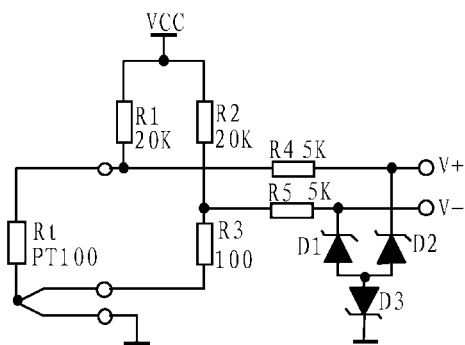 VCC
R1
20K
R2
20K
R4 5K
V+
R5 5K
V-
Rt
PT100
R3
100
D1
D2
D3